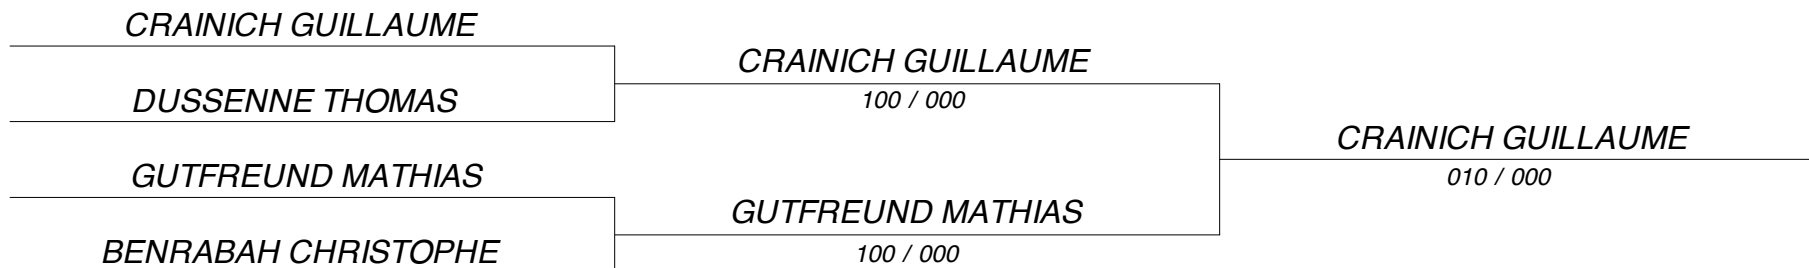 CRAINICH GUILLAUME
DUSSENNE THOMAS
GUTFREUND MATHIAS
BENRABAH CHRISTOPHE
CRAINICH GUILLAUME
100 / 000
GUTFREUND MATHIAS
100 / 000
CRAINICH GUILLAUME
010 / 000